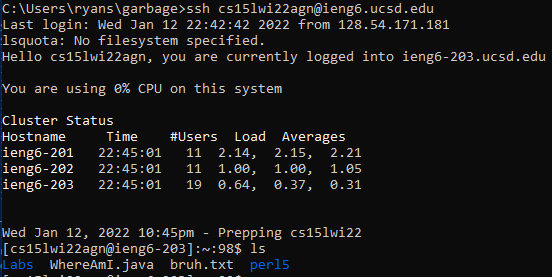 C:\Users\ryans\garbage>ssh cs15lwi22agn@ieng6.ucsd.edu
Last login: Wed Jan 12 22:42:42 2022 from 128.54.171.181
lsquota: No filesystem specified.
Hello cs15lwi22agn, you are currently logged into ieng6-203.ucsd.edu
You are using 0% CPU on this system
Cluster Status
Hostname Time #Users Load Averages
ieng6-201 22:45:01 11 2.14, 2.15, 2.21
ieng6-202 22:45:01 11 1.00, 1.00, 1.05
ieng6-203 22:45:01 19 0.64, 0.37, 0.31
Wed Jan 12, 2022 10:45pm - Prepping cs15lwi22
[cs15lwi22agn@ieng6-203]:~:98$ ls
Labs WhereAmI.java bruh.txt perl5